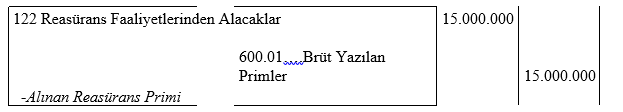 122 Reasürans Faaliyetlerinden Alacaklar 15.000.000
600.01 Brüt Yazılan
Primler 15.000.000
-Alınan Reasürans Primi